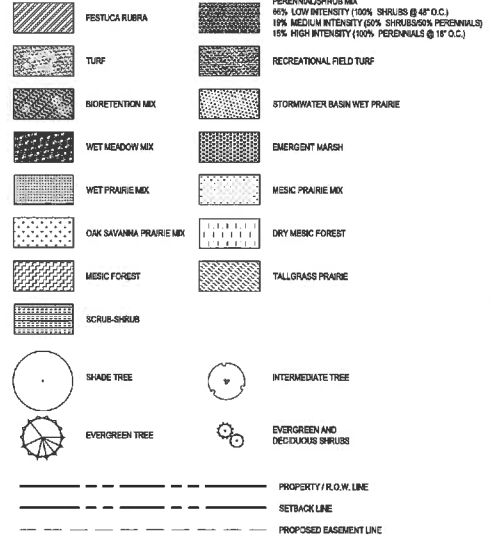 PERENNIAL/SHRUB MIX
66% LOW INTENSITY (100% SHRUBS @ 48" O.C.)
19% MEDIUM INTENSITY (50% SHRUBS/50% PERENNIALS)
15% HIGH INTENSITY (100% PERENNIALS @ 18" O.C.)
FESTUCA RUBRA
TURF
RECREATIONAL FIELD TURF
BIORETENTION MIX
STORMWATER BASIN WET PRAIRIE
WET MEADOW MIX
EMERGENT MARSH
WET PRAIRIE MIX
MESIC PRAIRIE MIX
OAK SAVANNA PRAIRIE MIX
DRY MESIC FOREST
MESIC FOREST
TALLGRASS PRAIRIE
SCRUB-SHRUB
SHADE TREE
INTERMEDIATE TREE
EVERGREEN TREE
EVERGREEN AND
DECIDUOUS SHRUBS
PROPERTY / R.O.W. LINE
SETBACK LINE
PROPOSED EASEMENT LINE